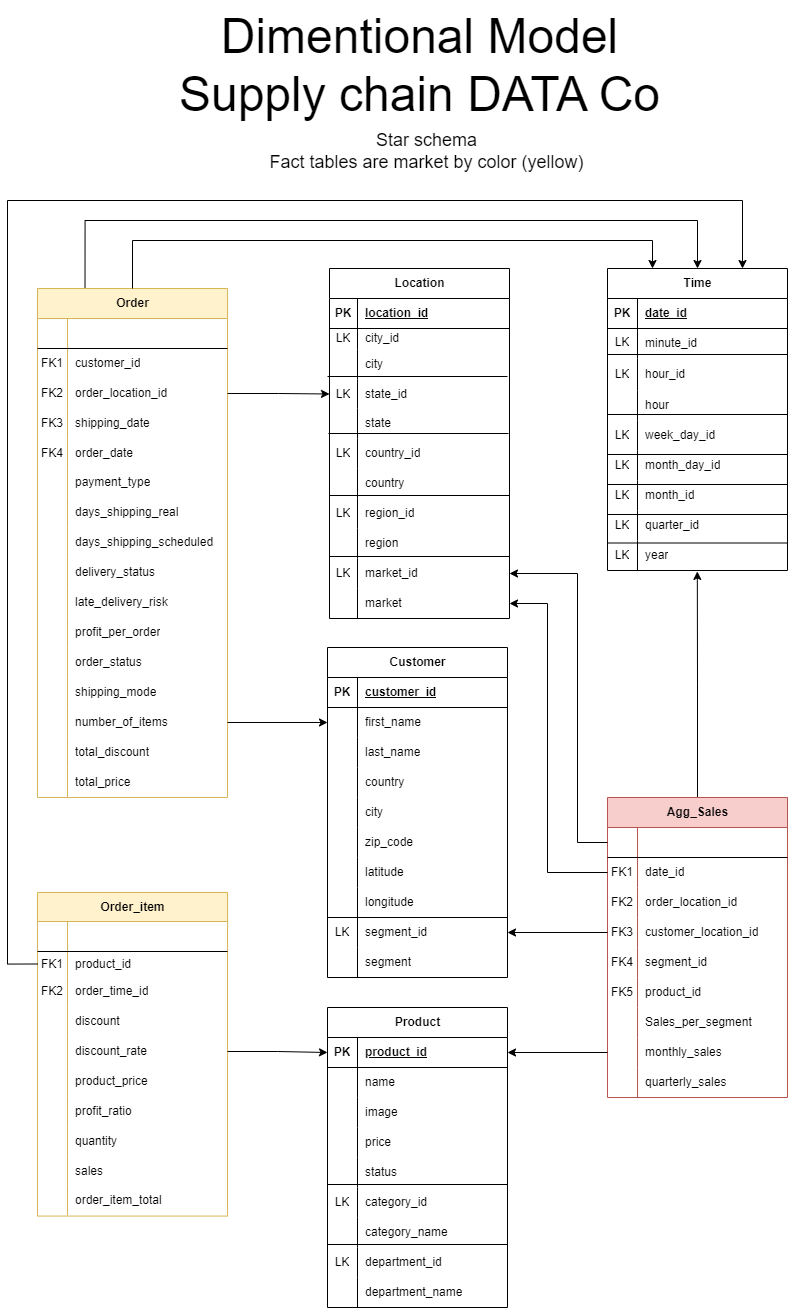 Dimentional Model
Supply chain DATA Co
Star schema
Fact tables are market by color (yellow)
Order
FK1 customer_id
FK2 order_location_id
FK3 shipping_date
FK4 order_date
payment_type
days_shipping_real
days_shipping_scheduled
delivery_status
late_delivery_risk
profit_per_order
order_status
shipping_mode
number_of_items
total_discount
total_price
Location
PK location_id
LK city_id
city
LK state_id
state
LK country_id
country
LK region_id
region
LK market_id
market
Time
PK date_id
LK minute_id
LK hour_id
hour
LK week_day_id
LK month_day_id
LK month_id
LK quarter_id
LK year
Customer
PK customer_id
first_name
last_name
country
city
zip_code
latitude
longitude
LK segment_id
segment
Agg_Sales
FK1 date_id
FK2 order_location_id
FK3 customer_location_id
FK4 segment_id
FK5 product_id
Sales_per_segment
monthly_sales
quarterly_sales
Order_item
FK1 product_id
FK2 order_time_id
discount
discount_rate
product_price
profit_ratio
quantity
sales
order_item_total
Product
PK product_id
name
image
price
status
LK category_id
category_name
LK department_id
department_name